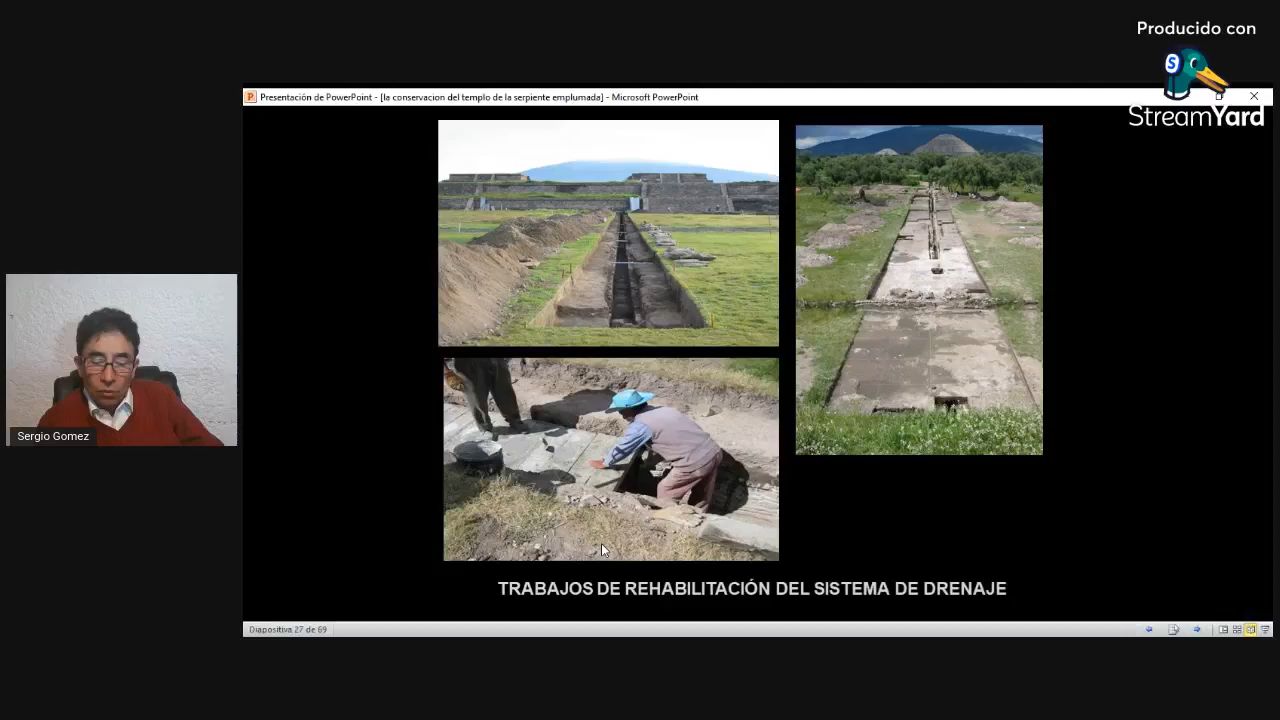 Producido con
StreamYard
Presentación de PowerPoint - [la conservacion del templo de la serpiente emplumada] - Microsoft PowerPoint
Sergio Gomez
TRABAJOS DE REHABILITACIÓN DEL SISTEMA DE DRENAJE
Diapositiva 27 de 69